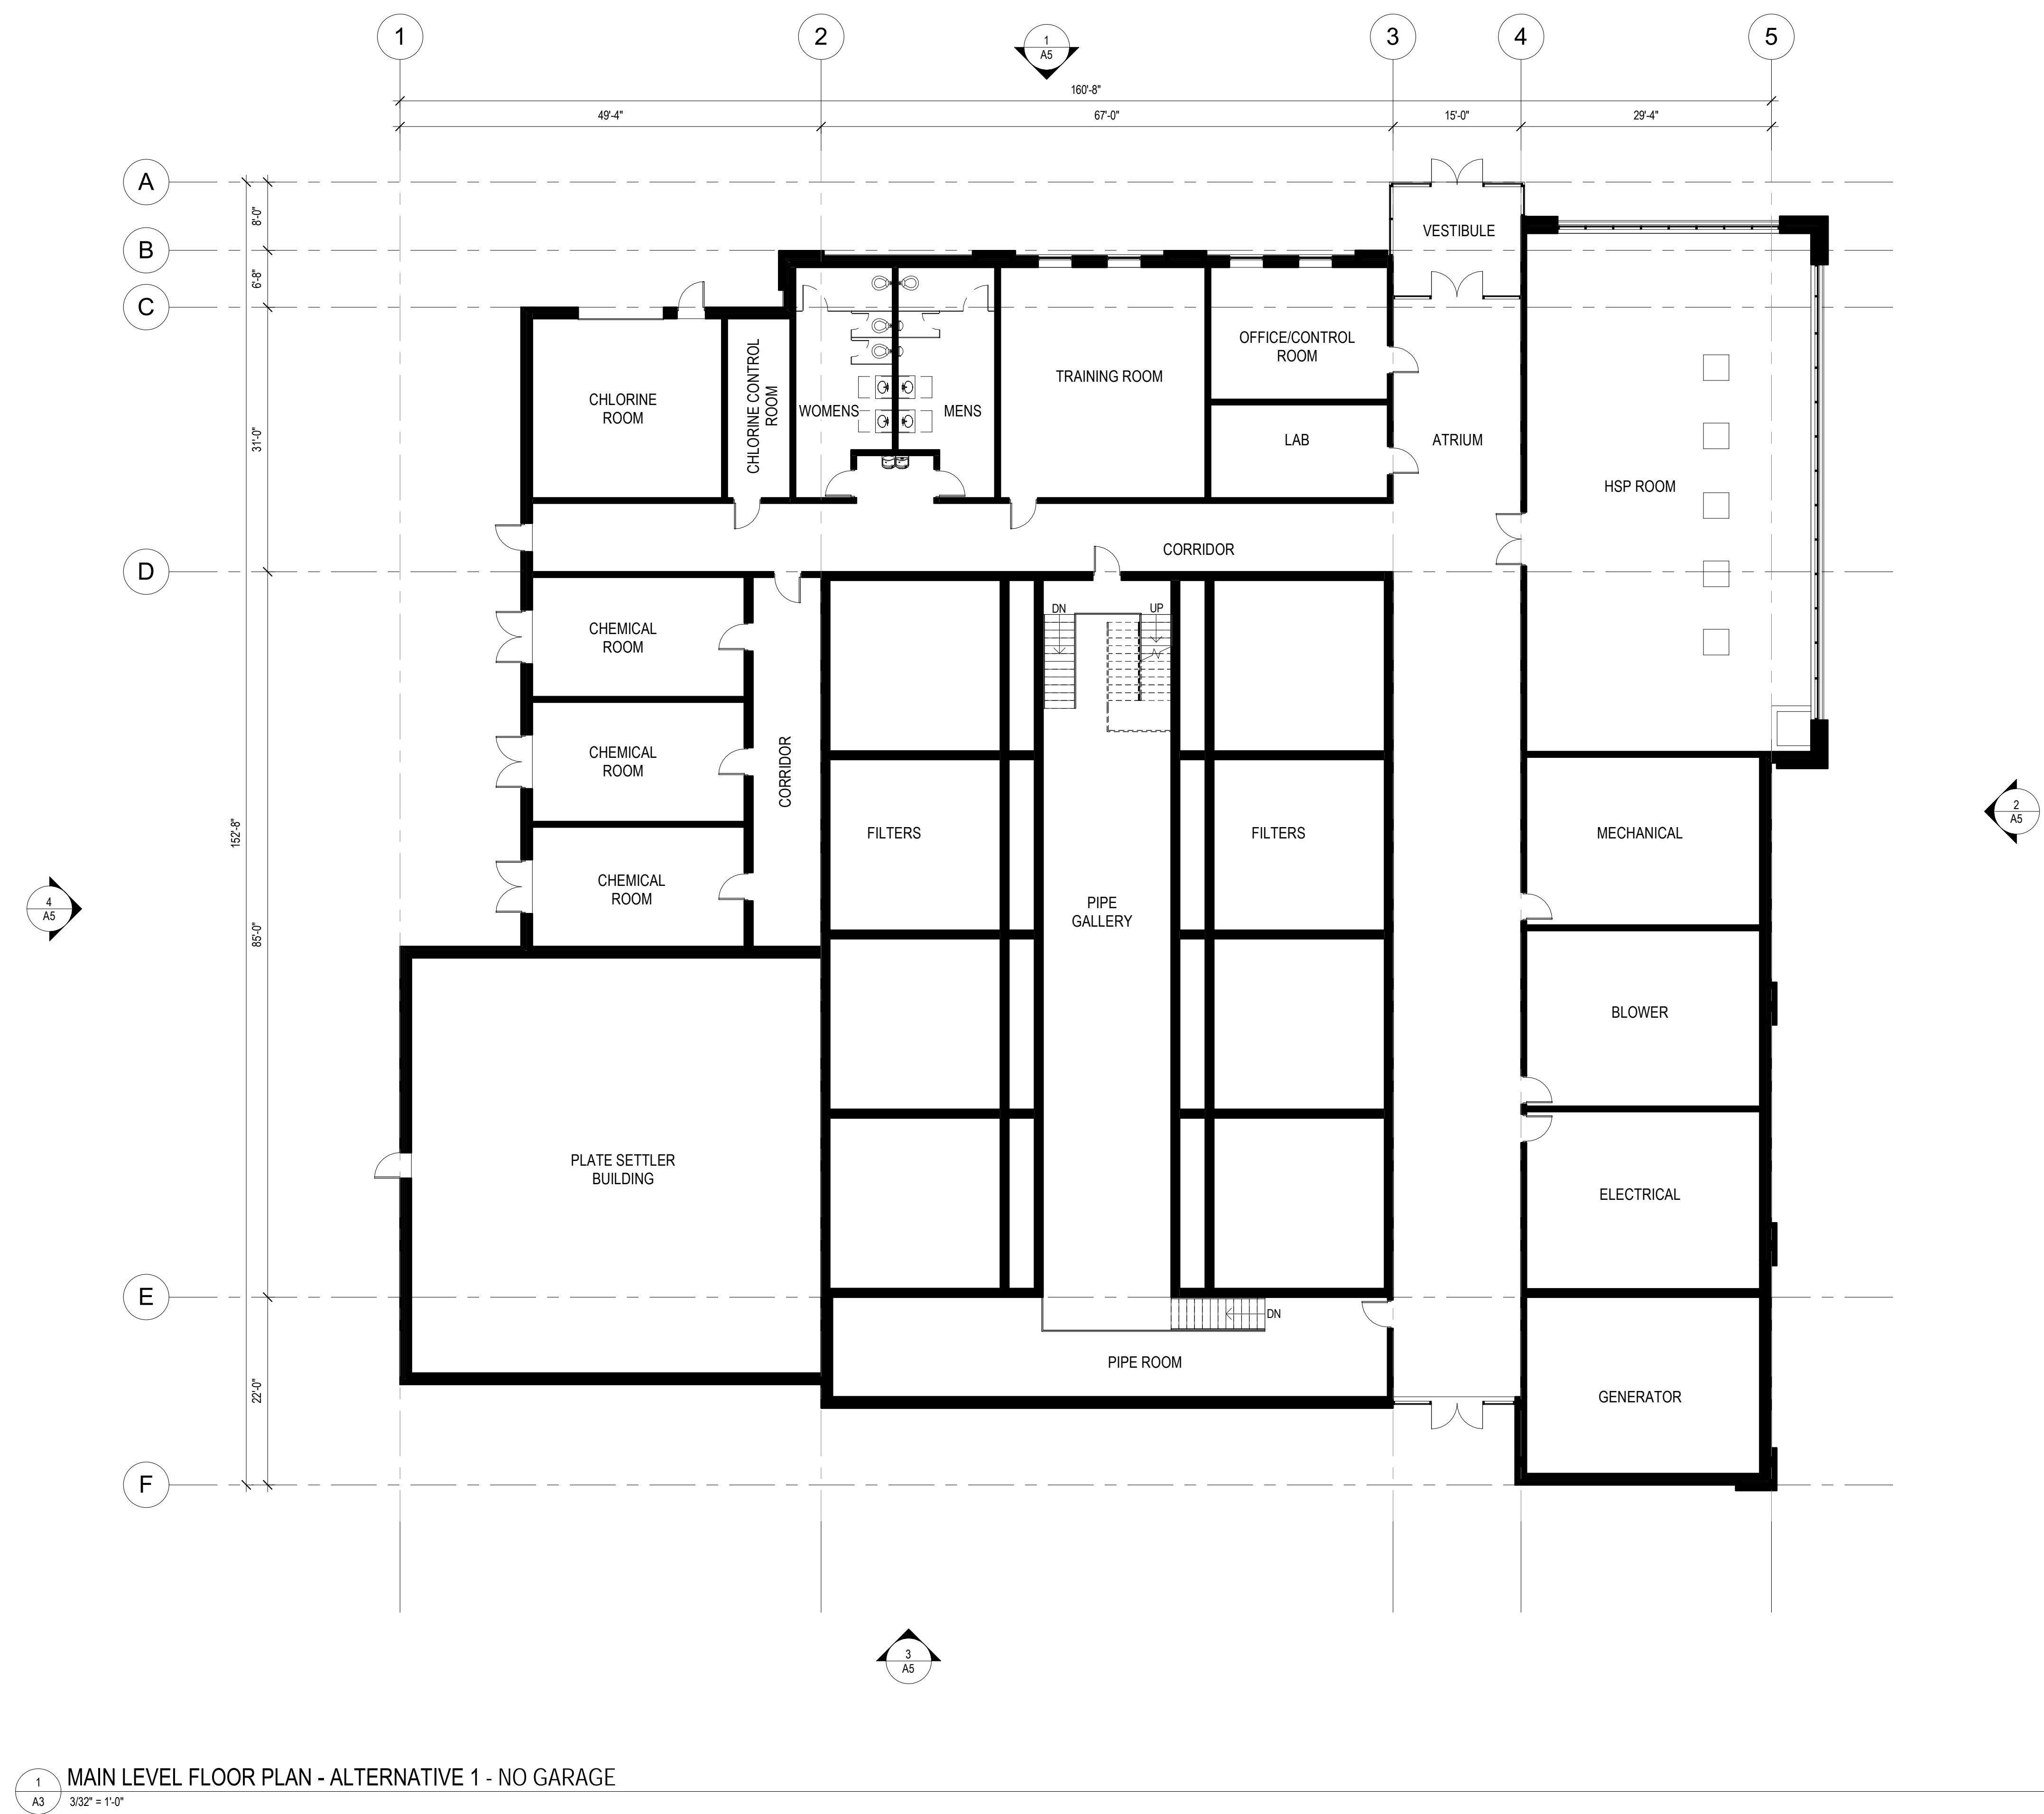 1
2
3
4
5
1
A5
160'-8"
49'-4"
67'-0"
15'-0"
29'-4"
A
B
C
D
E
F
8'-0"
6'-8"
31'-0"
152'-8"
85'-0"
22'-0"
VESTIBULE
CHLORINE
ROOM
CHLORINE CONTROL
ROOM
WOMENS
MENS
TRAINING ROOM
OFFICE/CONTROL
ROOM
LAB
ATRIUM
HSP ROOM
CORRIDOR
CHEMICAL
ROOM
DN
UP
CHEMICAL
ROOM
CORRIDOR
FILTERS
FILTERS
MECHANICAL
2
A5
CHEMICAL
ROOM
4
A5
PIPE
GALLERY
BLOWER
PLATE SETTLER
BUILDING
ELECTRICAL
DN
PIPE ROOM
GENERATOR
3
A5
1
A3
MAIN LEVEL FLOOR PLAN - ALTERNATIVE 1 - NO GARAGE
3/32" = 1'-0"